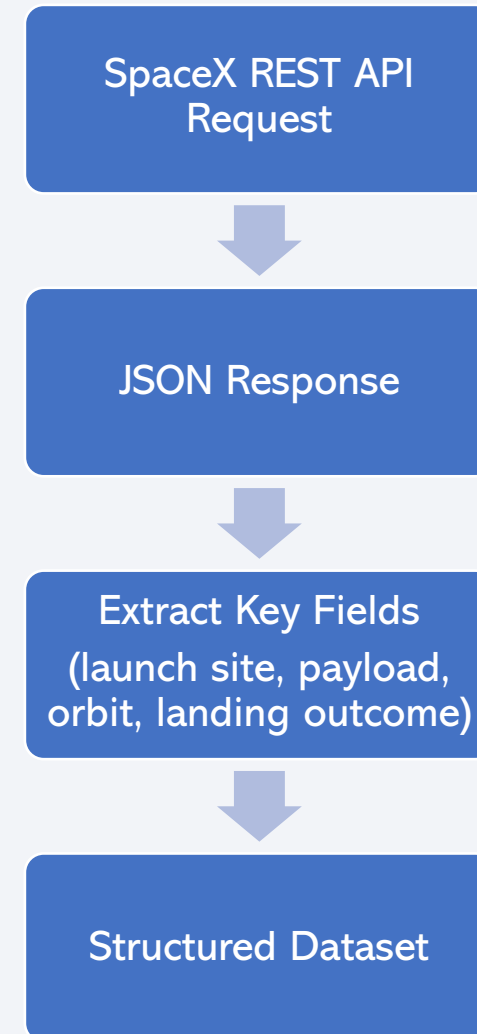 SpaceX REST API
Request
JSON Response
Extract Key Fields
(launch site, payload,
orbit, landing outcome)
Structured Dataset